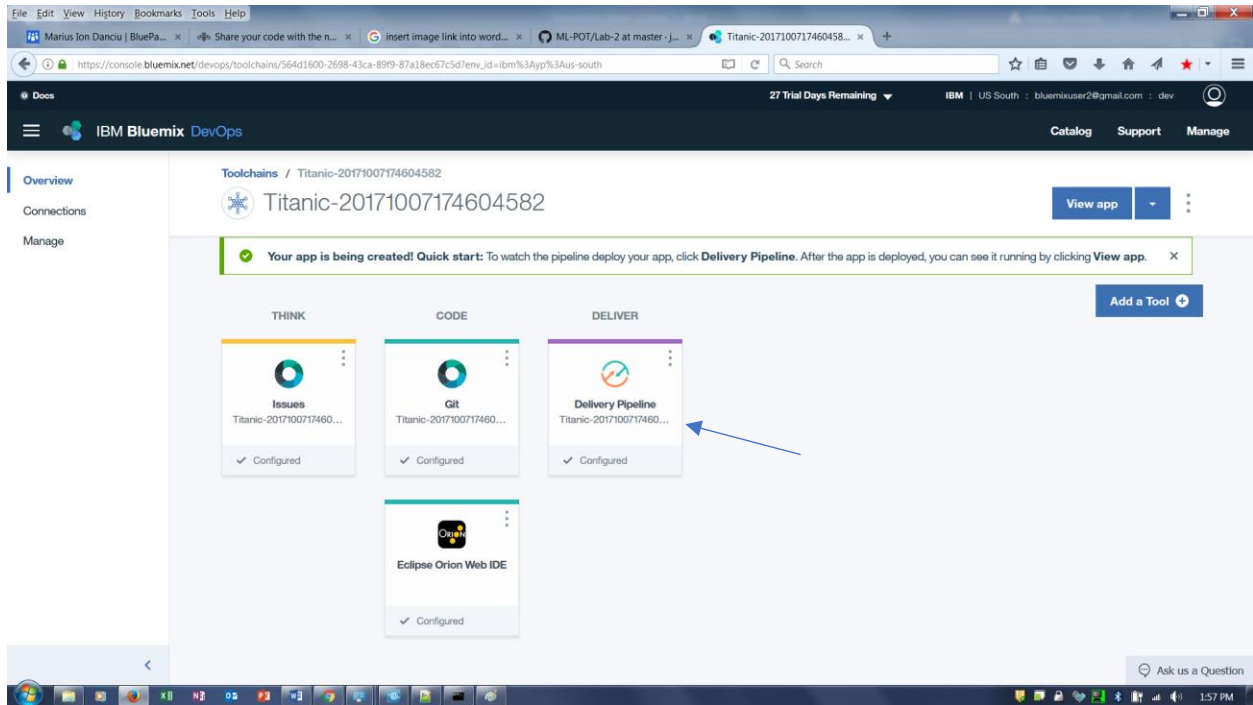 File Edit View History Bookmarks Tools Help
Marius Ion Danciu | BluePa... × Share your code with the n... × insert image link into word... × ML-POT/Lab-2 at master · j... × Titanic-2017100717460458... × +
https://console.bluemix.net/devops/toolchains/564d1600-2698-43ca-89f9-87a18ec67c5d?env_id=ibm%3Ayp%3Aus-south Search
Docs 27 Trial Days Remaining IBM | US South : bluemixuser2@gmail.com : dev
IBM Bluemix DevOps Catalog Support Manage
Overview
Connections
Manage
Toolchains / Titanic-20171007174604582
Titanic-20171007174604582
View app
Your app is being created! Quick start: To watch the pipeline deploy your app, click Delivery Pipeline. After the app is deployed, you can see it running by clicking View app. ×
Add a Tool
THINK CODE DELIVER
Issues
Titanic-2017100717460...
Configured
Git
Titanic-2017100717460...
Configured
Delivery Pipeline
Titanic-2017100717460...
Configured
ORION
Eclipse Orion Web IDE
Configured
Ask us a Question
1:57 PM